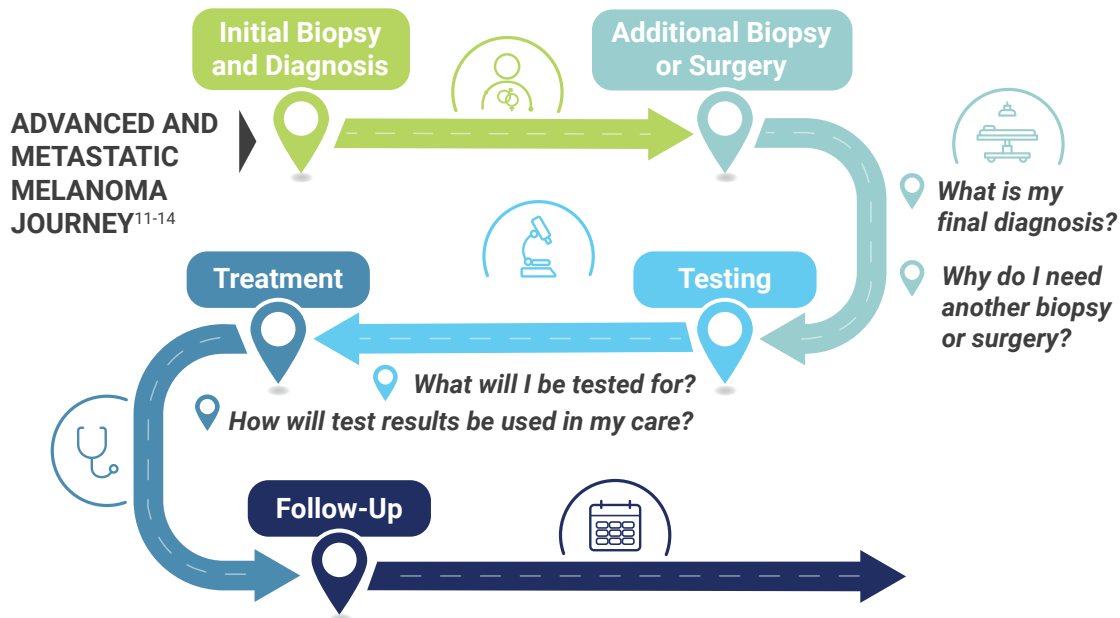 Initial Biopsy
and Diagnosis
Additional Biopsy
or Surgery
ADVANCED AND
METASTATIC
MELANOMA
JOURNEY11-14
What is my
final diagnosis?
Why do I need
another biopsy
or surgery?
Treatment
Testing
What will I be tested for?
How will test results be used in my care?
Follow-Up